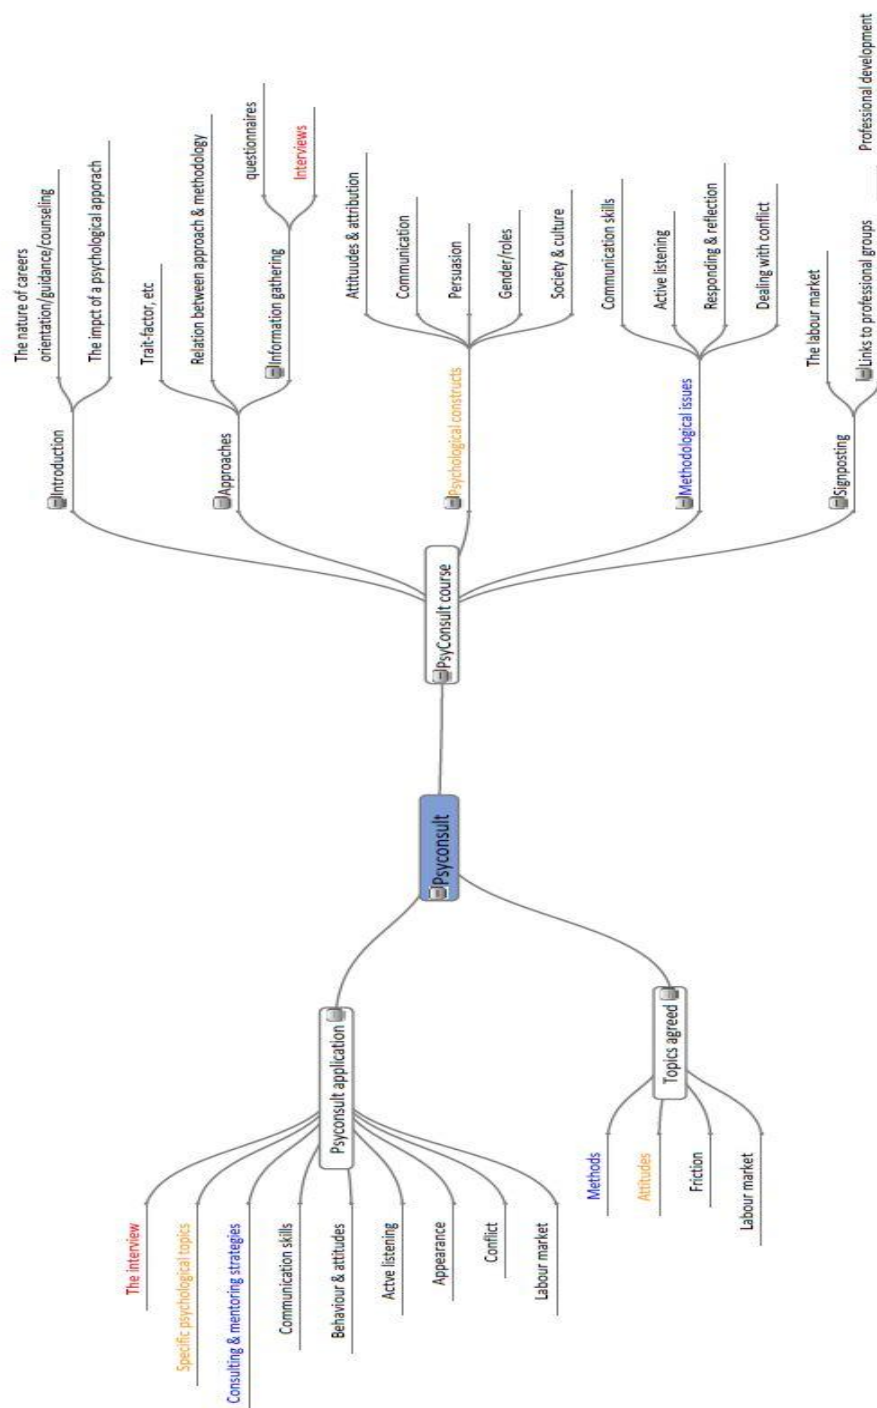 The interview
Specific psychological topics
Consulting & mentoring strategies
Communication skills
Behaviour & attitudes
Actve listening
Appearance
Conflict
Labour market
Psyconsult application
Methods
Attitudes
Friction
Labour market
Topics agreed
Psyconsult
PsyConsult course
Introduction
The nature of careers
orientation/guidance/counseling
The impct of a psychological apporach
Approaches
Trait-factor, etc
Relation between approach & methodology
Information gathering
questionnaires
Interviews
Psychological constructs
Attituudes & attribution
Communication
Persuasion
Gender/roles
Society & culture
Methodological issues
Communication skills
Active listening
Responding & reflection
Dealing with conflict
Signposting
The labour market
Links to professional groups
Professional development